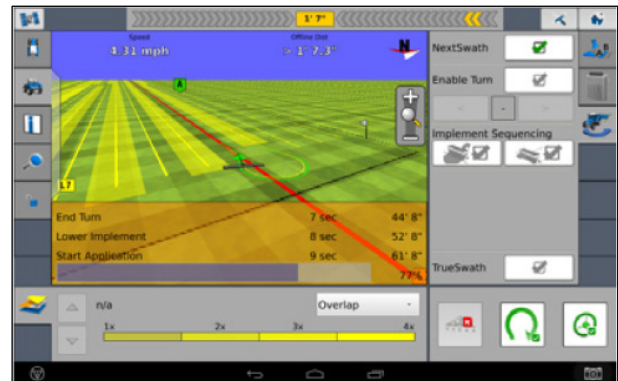 1' 7"
Speed
Offline Dist
4.31 mph
> 1' 7.3"
N
A
L7
End Turn 7 sec 44' 8"
Lower Implement 8 sec 52' 8"
Start Application 9 sec 61' 8"
77%
NextSwath
Enable Turn
Implement Sequencing
TrueSwath
n/a
Overlap
1x 2x 3x 4x